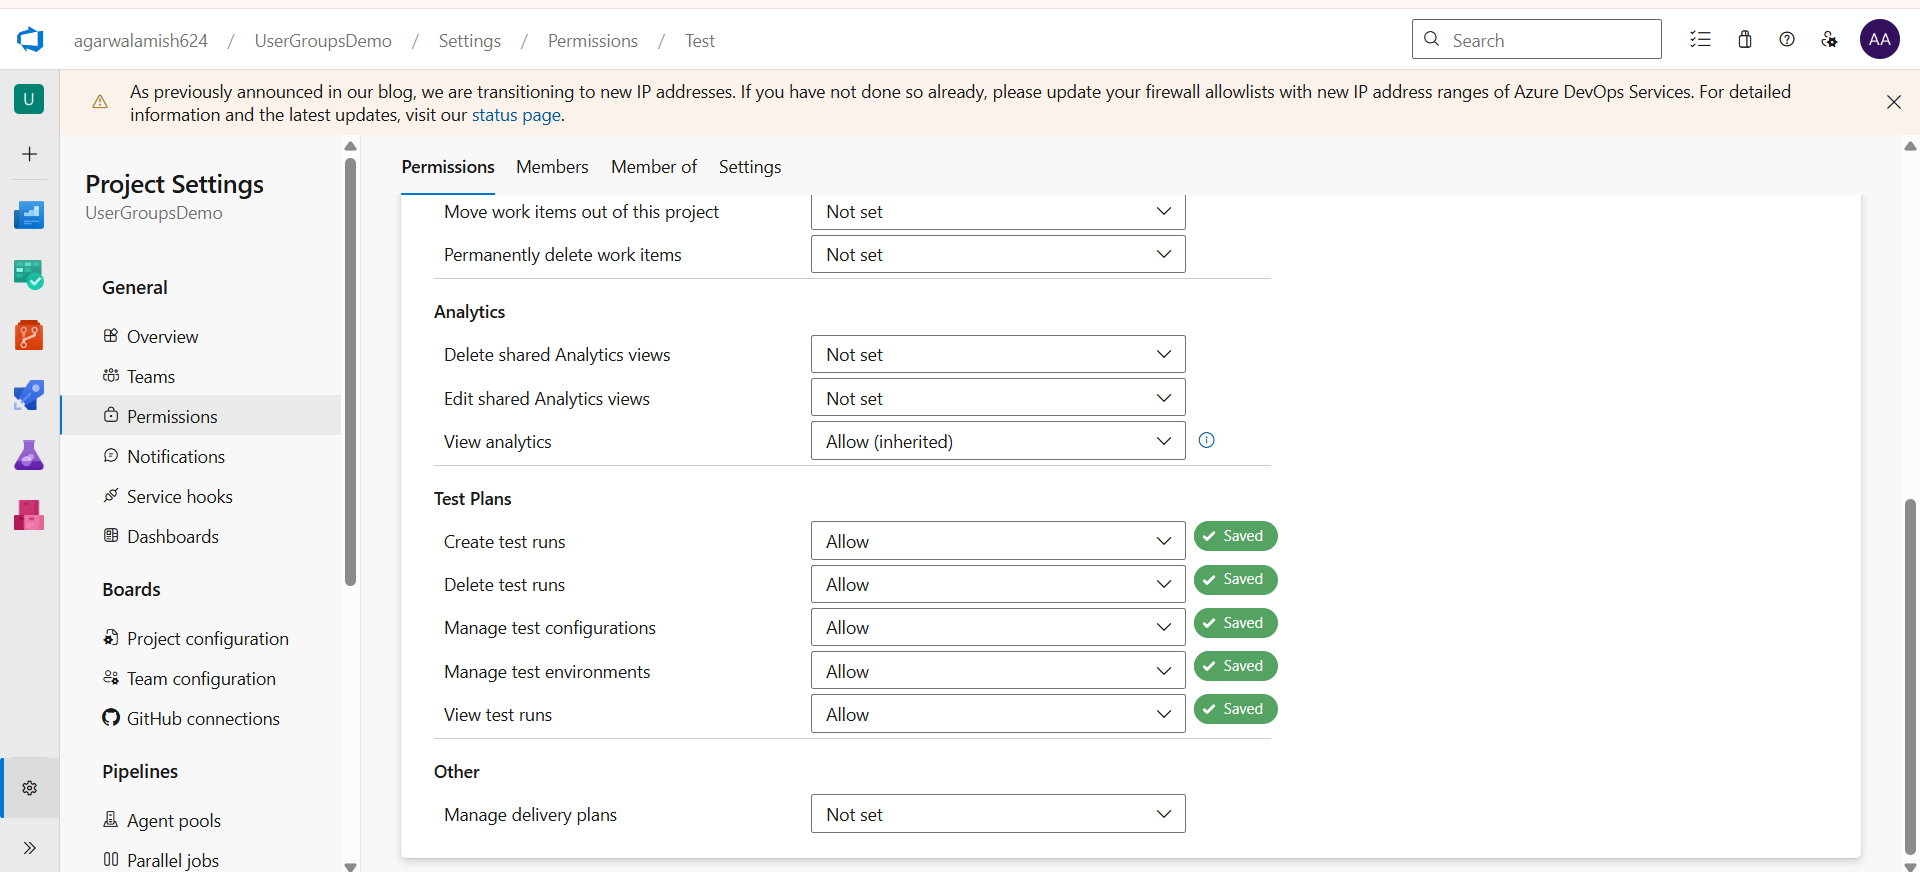 agarwalamish624 / UserGroupsDemo / Settings / Permissions / Test
Search
AA
U
As previously announced in our blog, we are transitioning to new IP addresses. If you have not done so already, please update your firewall allowlists with new IP address ranges of Azure DevOps Services. For detailed
information and the latest updates, visit our status page.
Project Settings
UserGroupsDemo
General
Overview
Teams
Permissions
Notifications
Service hooks
Dashboards
Boards
Project configuration
Team configuration
GitHub connections
Pipelines
Agent pools
Parallel jobs
Permissions Members Member of Settings
Move work items out of this project Not set
Permanently delete work items Not set
Analytics
Delete shared Analytics views Not set
Edit shared Analytics views Not set
View analytics Allow (inherited)
Test Plans
Create test runs Allow Saved
Delete test runs Allow Saved
Manage test configurations Allow Saved
Manage test environments Allow Saved
View test runs Allow Saved
Other
Manage delivery plans Not set